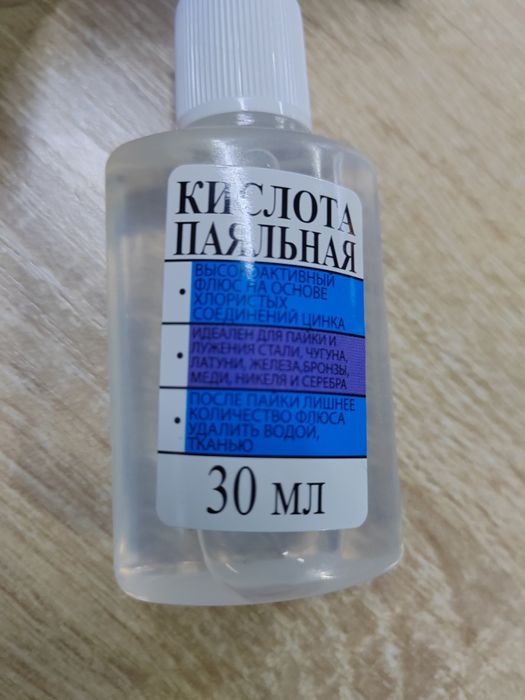 КИСЛОТА
ПАЯЛЬНАЯ
• ВЫСОКОАКТИВНЫЙ
ФЛЮС НА ОСНОВЕ
ХЛОРИСТЫХ
СОЕДИНЕНИЙ ЦИНКА
• ИДЕАЛЕН ДЛЯ ПАЙКИ И
ЛУЖЕНИЯ СТАЛИ, ЧУГУНА,
ЛАТУНИ, ЖЕЛЕЗА,БРОНЗЫ,
МЕДИ, НИКЕЛЯ И СЕРЕБРА
• ПОСЛЕ ПАЙКИ ЛИШНЕЕ
КОЛИЧЕСТВО ФЛЮСА
УДАЛИТЬ ВОДОЙ,
ТКАНЬЮ
30 мл